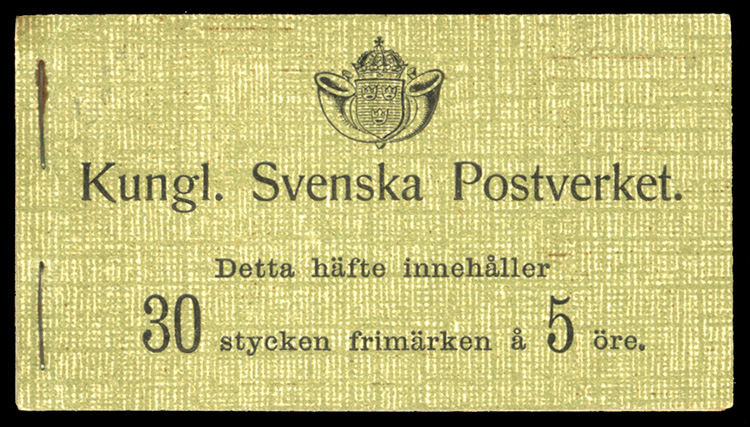 Kungl. Svenska Postverket.
Detta häfte innehåller
30 stycken frimärken å 5 öre.